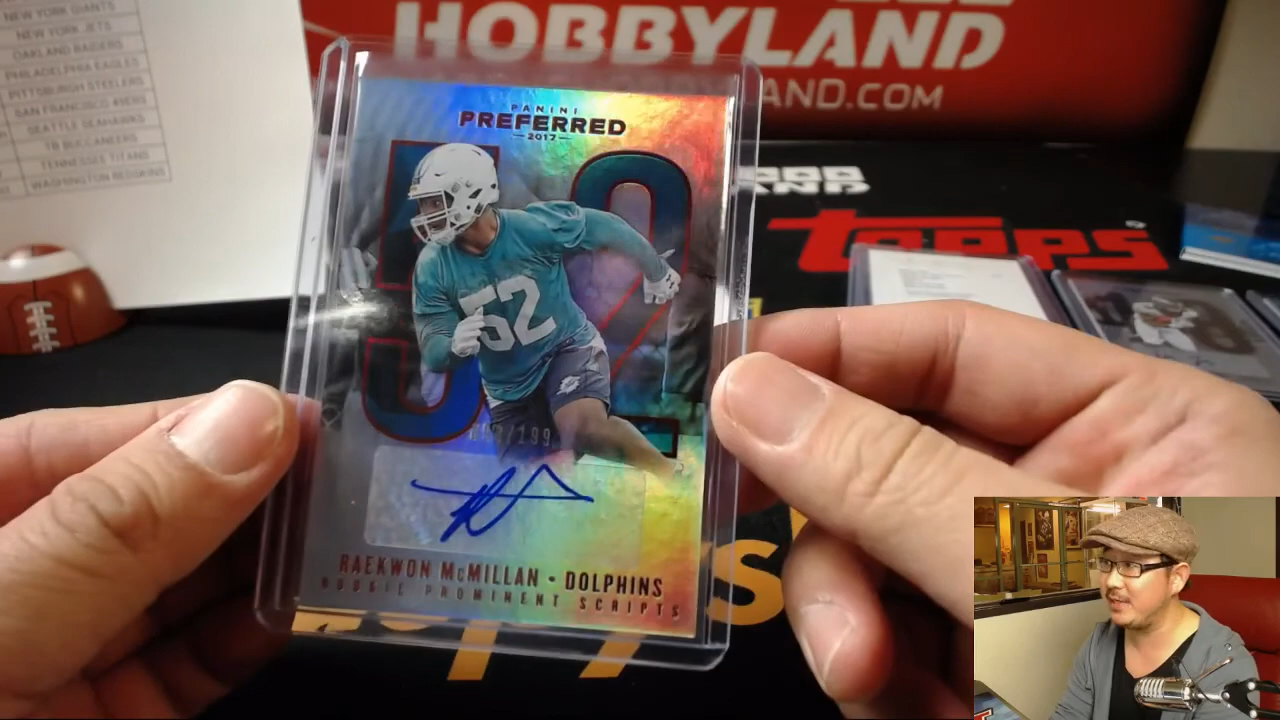 NEW YORK GIANTS
NEW YORK JETS
OAKLAND RAIDERS
PHILADELPHIA EAGLES
PITTSBURGH STEELERS
SAN FRANCISCO 49ERS
SEATTLE SEAHAWKS
TB BUCCANEERS
TENNESSEE TITANS
WASHINGTON REDSKINS
HOBBYLAND
AND.COM
PANINI
PREFERRED
2017
52
52
/199
RAEKWON McMILLAN • DOLPHINS
ROOKIE PROMINENT SCRIPTS
TOPPS